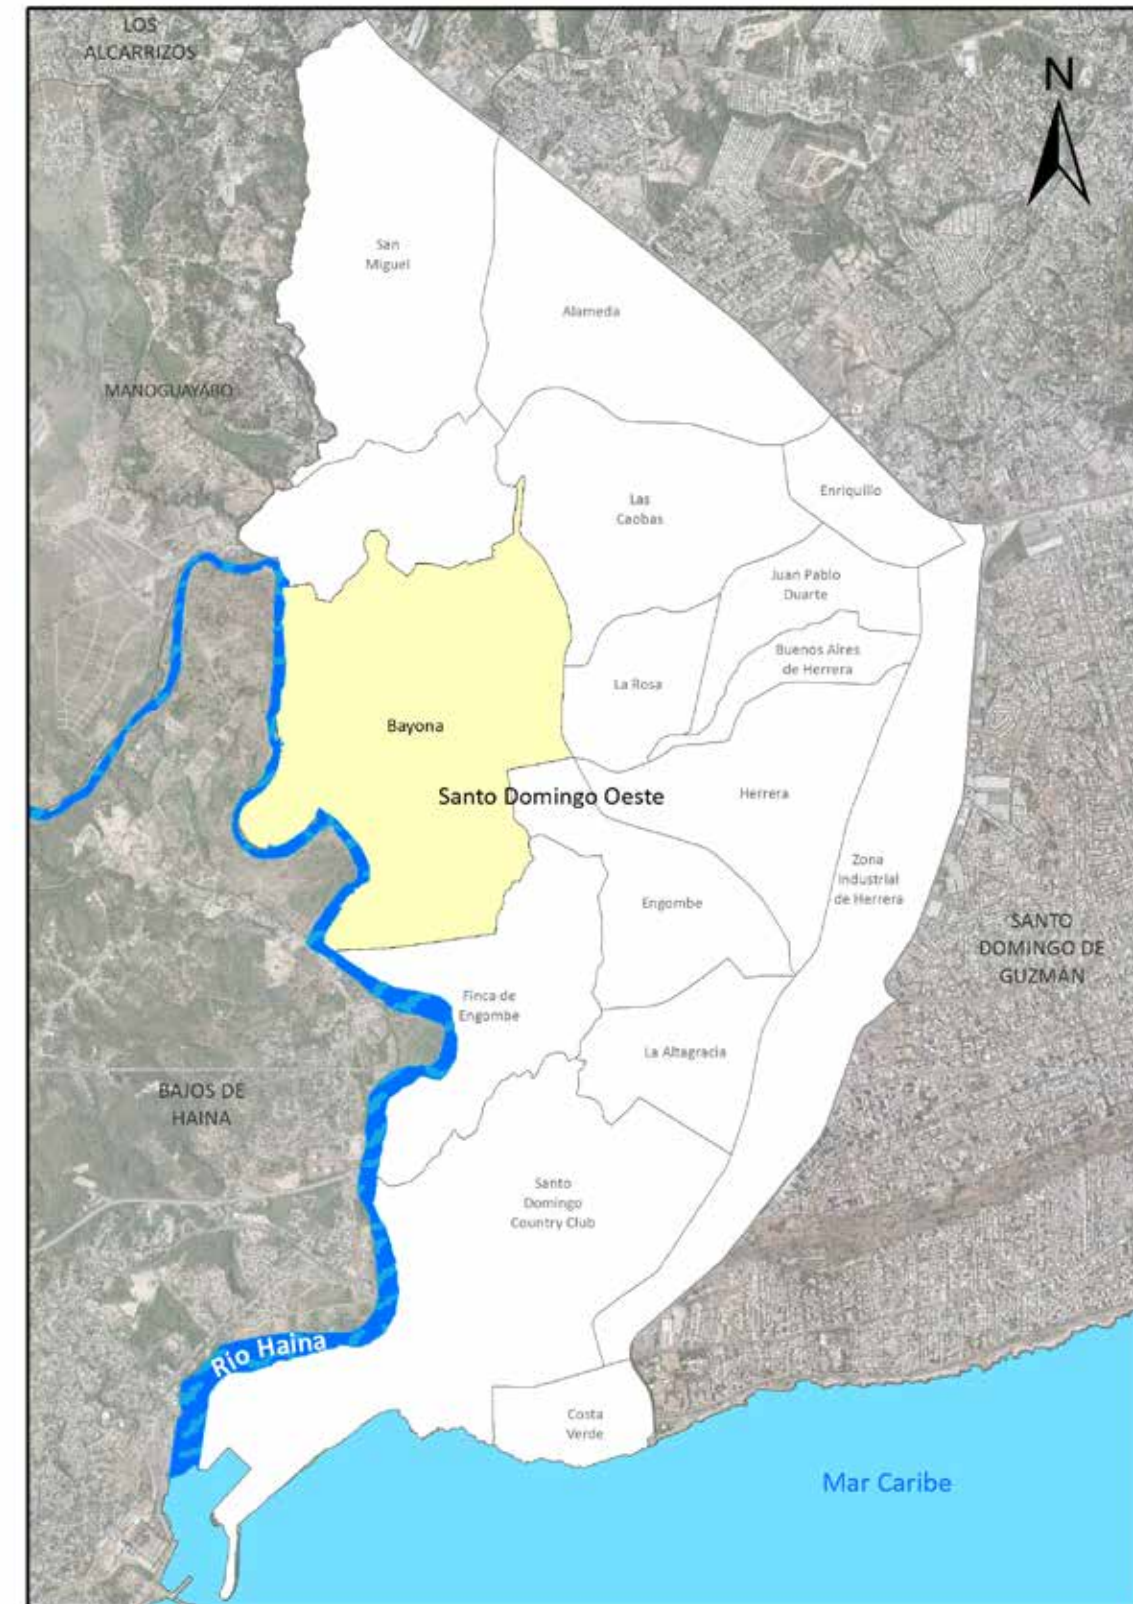 LOS
ALCARRIZOS
N
San
Miguel
Alameda
MANOGUAYABO
Las
Caobas
Enriquillo
Juan Pablo
Duarte
Buenos Aires
de Herrera
La Rosa
Bayona
Santo Domingo Oeste
Herrera
Zona
Industrial
de Herrera
Engombe
SANTO
DOMINGO DE
GUZMÁN
Finca de
Engombe
La Altagracia
BAJOS DE
HAINA
Santo
Domingo
Country Club
Río Haina
Costa
Verde
Mar Caribe